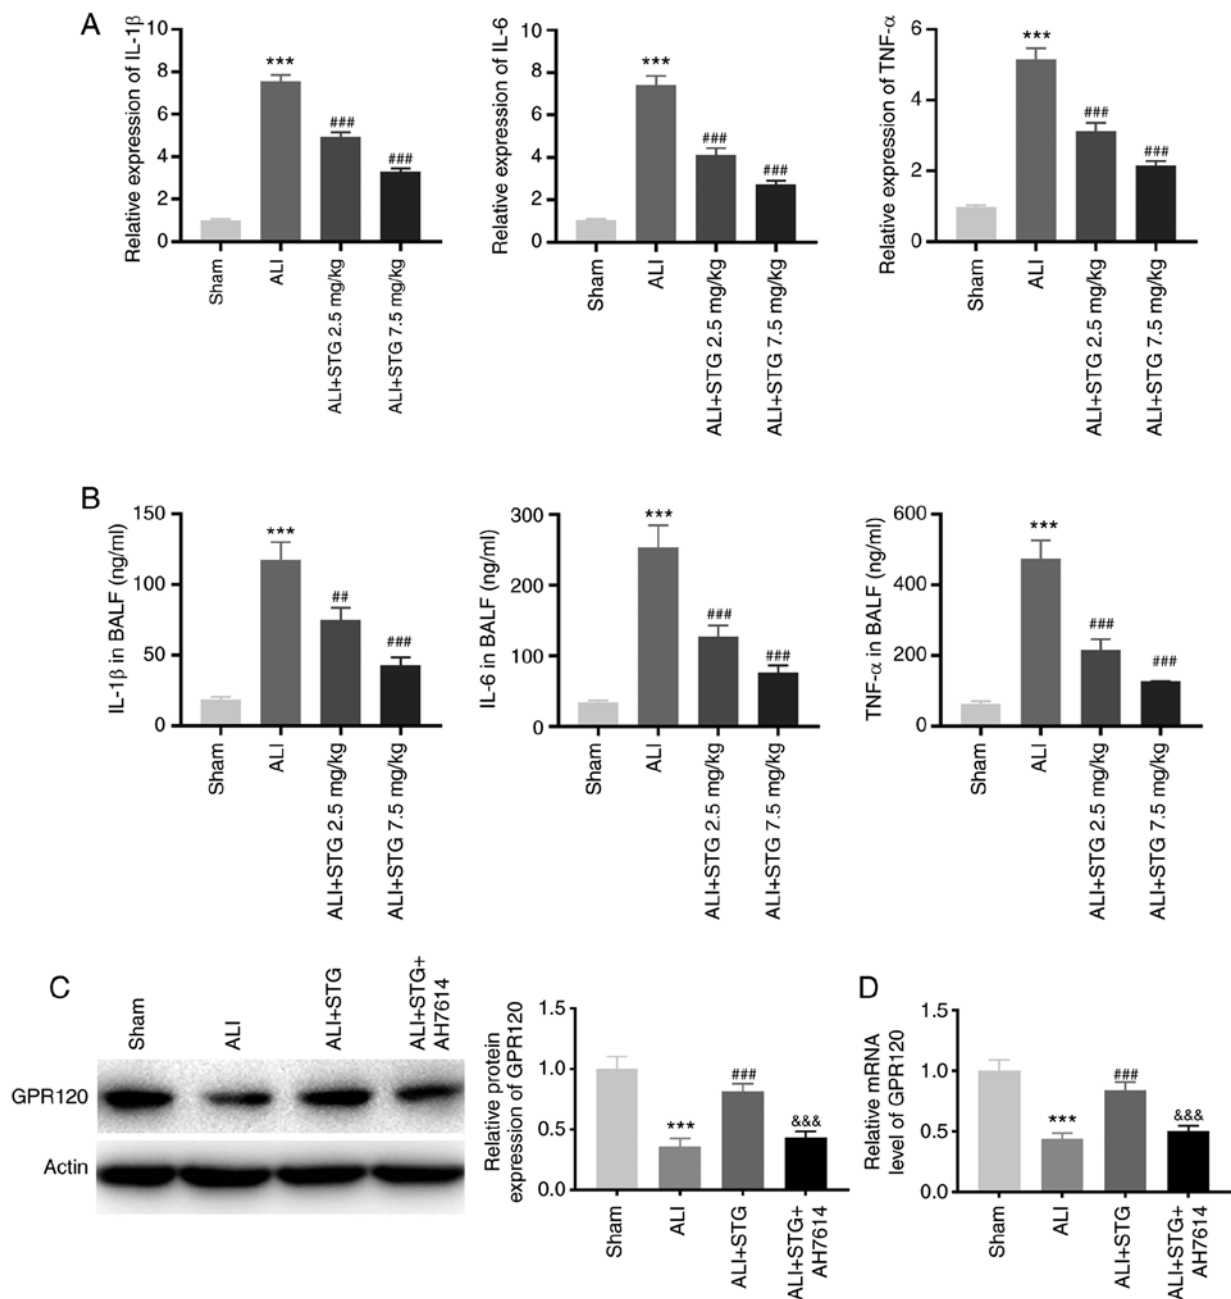 A
Relative expression of IL-1β
10
8
6
4
2
0
***
###
###
Sham
ALI
ALI+STG 2.5 mg/kg
ALI+STG 7.5 mg/kg
Relative expression of IL-6
10
8
6
4
2
0
***
###
###
Sham
ALI
ALI+STG 2.5 mg/kg
ALI+STG 7.5 mg/kg
Relative expression of TNF-α
6
4
2
0
***
###
###
Sham
ALI
ALI+STG 2.5 mg/kg
ALI+STG 7.5 mg/kg
B
IL-1β in BALF (ng/ml)
150
100
50
0
***
##
###
Sham
ALI
ALI+STG 2.5 mg/kg
ALI+STG 7.5 mg/kg
IL-6 in BALF (ng/ml)
300
200
100
0
***
###
###
Sham
ALI
ALI+STG 2.5 mg/kg
ALI+STG 7.5 mg/kg
TNF-α in BALF (ng/ml)
600
400
200
0
***
###
###
Sham
ALI
ALI+STG 2.5 mg/kg
ALI+STG 7.5 mg/kg
C
Sham
ALI
ALI+STG
ALI+STG+
AH7614
GPR120
Actin
Relative protein
expression of GPR120
1.5
1.0
0.5
0.0
***
###
&&&
Sham
ALI
ALI+STG
ALI+STG+
AH7614
D
Relative mRNA
level of GPR120
1.5
1.0
0.5
0.0
***
###
&&&
Sham
ALI
ALI+STG
ALI+STG+
AH7614